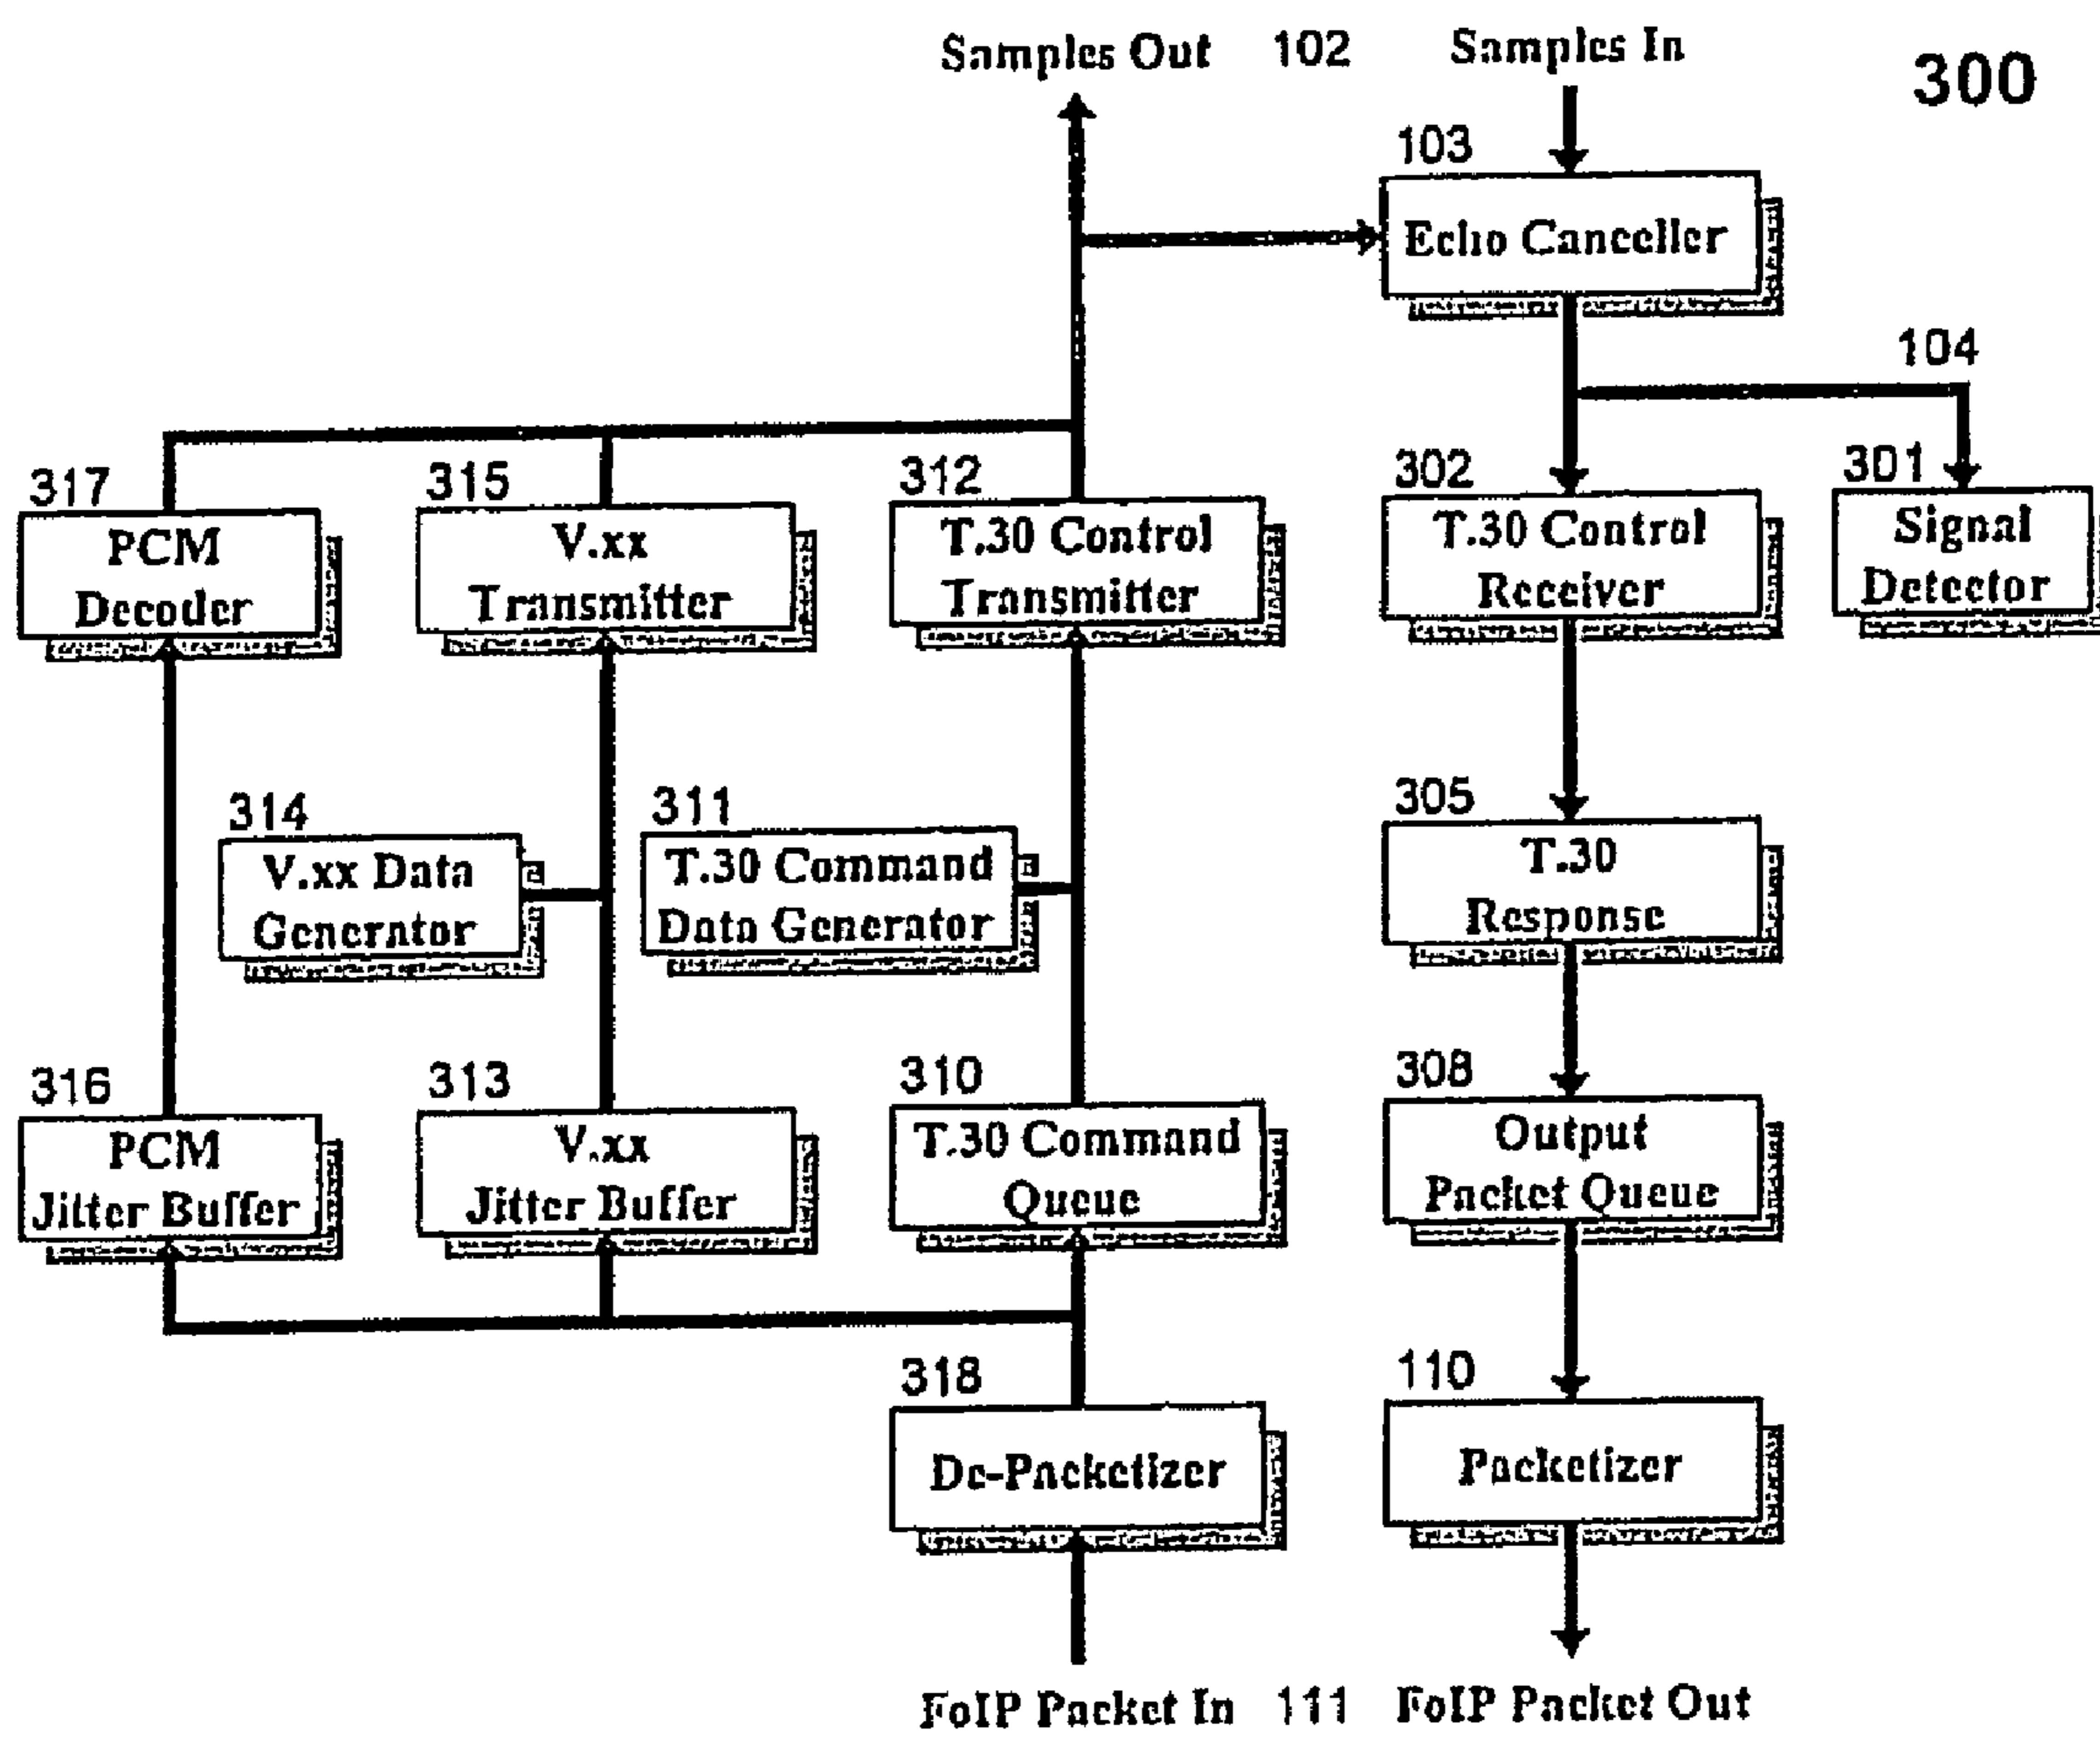 Samples Out 102 Samples In
300
103
Echo Canceller
104
317
PCM
Decoder
315
V.xx
Transmitter
312
T.30 Control
Transmitter
302
T.30 Control
Receiver
301
Signal
Detector
314
V.xx Data
Generator
311
T.30 Command
Data Generator
305
T.30
Response
316
PCM
Jitter Buffer
313
V.xx
Jitter Buffer
310
T.30 Command
Queue
308
Output
Packet Queue
318
De-Packetizer
110
Packetizer
FoIP Packet In 111 FoIP Packet Out